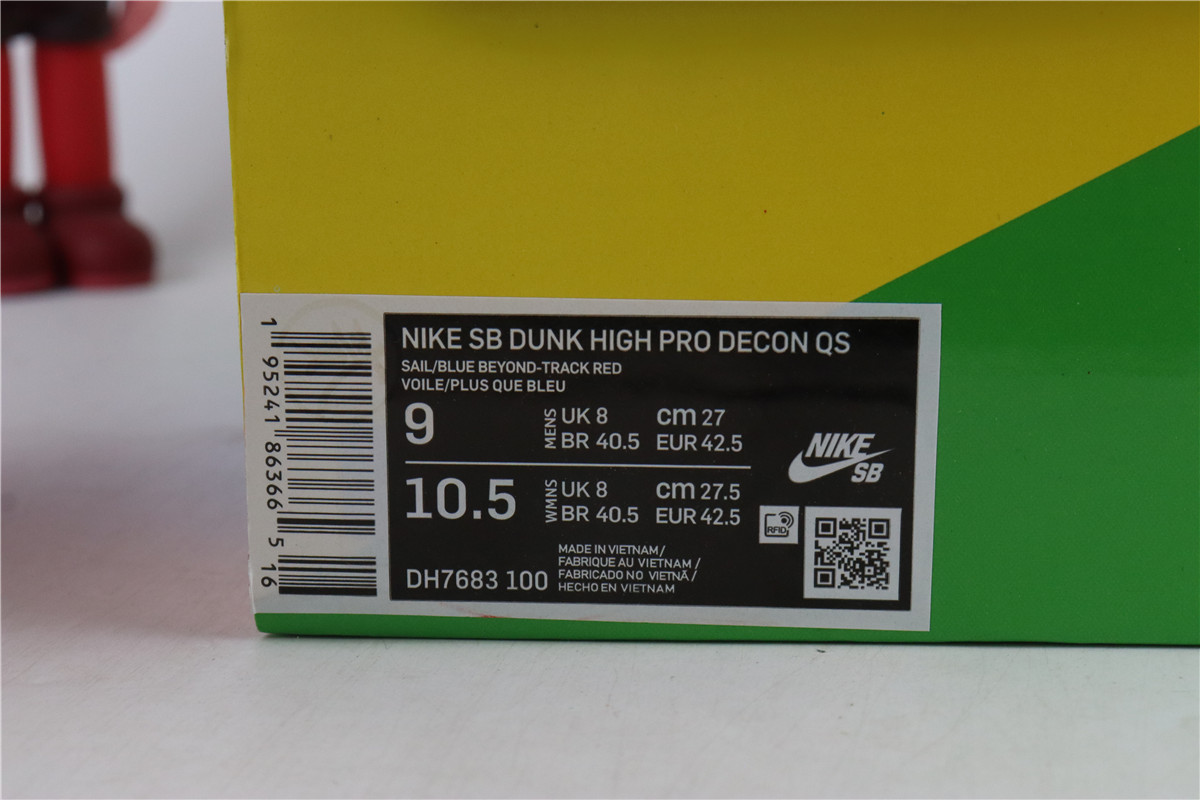 1 95241 86366 5 16
NIKE SB DUNK HIGH PRO DECON QS
SAIL/BLUE BEYOND-TRACK RED
VOILE/PLUS QUE BLEU
9 MENS UK 8 cm 27
BR 40.5 EUR 42.5
10.5 WMNS UK 8 cm 27.5
BR 40.5 EUR 42.5
NIKE
SB
RFID
DH7683 100
MADE IN VIETNAM/
FABRIQUE AU VIETNAM/
FABRICADO NO VIETNÃ/
HECHO EN VIETNAM